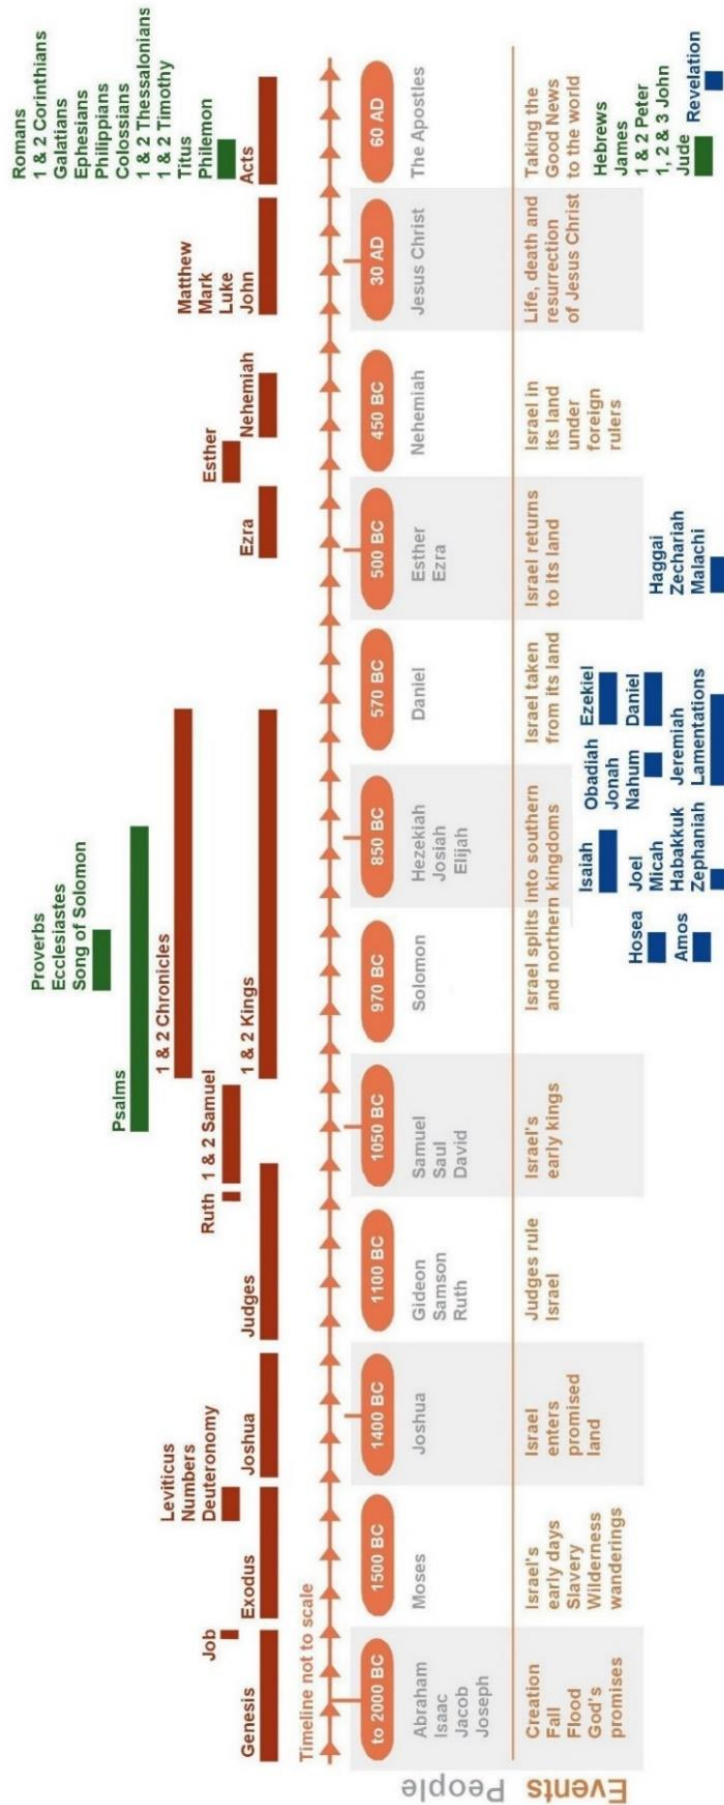 Genesis
Job
Exodus
Leviticus
Numbers
Deuteronomy
Joshua
Judges
Ruth
1 & 2 Samuel
Psalms
1 & 2 Chronicles
1 & 2 Kings
Proverbs
Ecclesiastes
Song of Solomon
Ezra
Esther
Nehemiah
Matthew
Mark
Luke
John
Romans
1 & 2 Corinthians
Galatians
Ephesians
Philippians
Colossians
1 & 2 Thessalonians
1 & 2 Timothy
Titus
Philemon
Acts
Timeline not to scale
to 2000 BC
1500 BC
1400 BC
1100 BC
1050 BC
970 BC
850 BC
570 BC
500 BC
450 BC
30 AD
60 AD
People
Abraham
Isaac
Jacob
Joseph
Moses
Joshua
Gideon
Samson
Ruth
Samuel
Saul
David
Solomon
Hezekiah
Josiah
Elijah
Daniel
Esther
Ezra
Nehemiah
Jesus Christ
The Apostles
Events
Creation
Fall
Flood
God's
promises
Israel's
early days
Slavery
Wilderness
wanderings
Israel
enters
promised
land
Judges rule
Israel
Israel's
early kings
Israel splits into southern
and northern kingdoms
Israel taken
from its land
Israel returns
to its land
Israel in
its land
under
foreign
rulers
Life, death and
resurrection
of Jesus Christ
Taking the
Good News
to the world
Hosea
Amos
Isaiah
Joel
Micah
Habakkuk
Zephaniah
Obadiah
Jonah
Nahum
Jeremiah
Lamentations
Ezekiel
Daniel
Haggai
Zechariah
Malachi
Hebrews
James
1 & 2 Peter
1, 2 & 3 John
Jude
Revelation